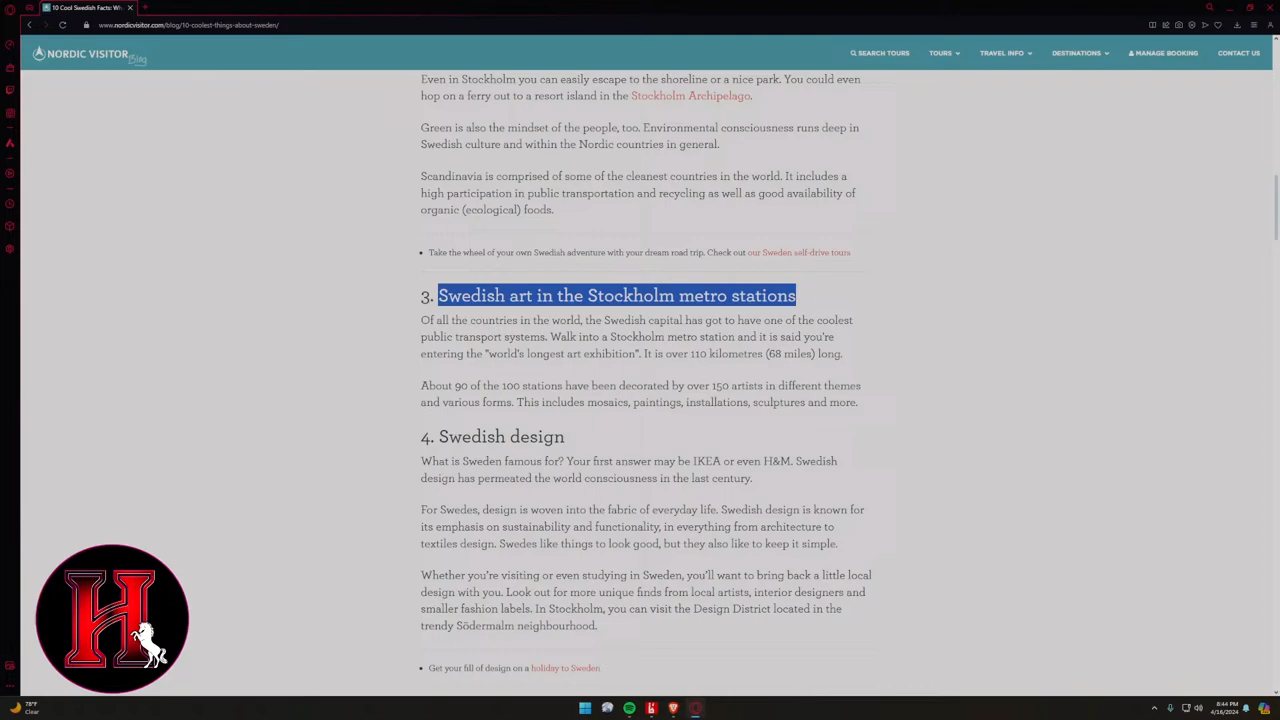 10 Cool Swedish Facts: Wh
www.nordicvisitor.com/blog/10-coolest-things-about-sweden/
NORDIC VISITOR Blog
SEARCH TOURS TOURS TRAVEL INFO DESTINATIONS MANAGE BOOKING CONTACT US
Even in Stockholm you can easily escape to the shoreline or a nice park. You could even
hop on a ferry out to a resort island in the Stockholm Archipelago.
Green is also the mindset of the people, too. Environmental consciousness runs deep in
Swedish culture and within the Nordic countries in general.
Scandinavia is comprised of some of the cleanest countries in the world. It includes a
high participation in public transportation and recycling as well as good availability of
organic (ecological) foods.
• Take the wheel of your own Swedish adventure with your dream road trip. Check out our Sweden self-drive tours
3. Swedish art in the Stockholm metro stations
Of all the countries in the world, the Swedish capital has got to have one of the coolest
public transport systems. Walk into a Stockholm metro station and it is said you're
entering the "world's longest art exhibition". It is over 110 kilometres (68 miles) long.
About 90 of the 100 stations have been decorated by over 150 artists in different themes
and various forms. This includes mosaics, paintings, installations, sculptures and more.
4. Swedish design
What is Sweden famous for? Your first answer may be IKEA or even H&M. Swedish
design has permeated the world consciousness in the last century.
For Swedes, design is woven into the fabric of everyday life. Swedish design is known for
its emphasis on sustainability and functionality, in everything from architecture to
textiles design. Swedes like things to look good, but they also like to keep it simple.
Whether you're visiting or even studying in Sweden, you'll want to bring back a little local
design with you. Look out for more unique finds from local artists, interior designers and
smaller fashion labels. In Stockholm, you can visit the Design District located in the
trendy Södermalm neighbourhood.
• Get your fill of design on a holiday to Sweden
H
78°F
Clear
8:44 PM
4/16/2024